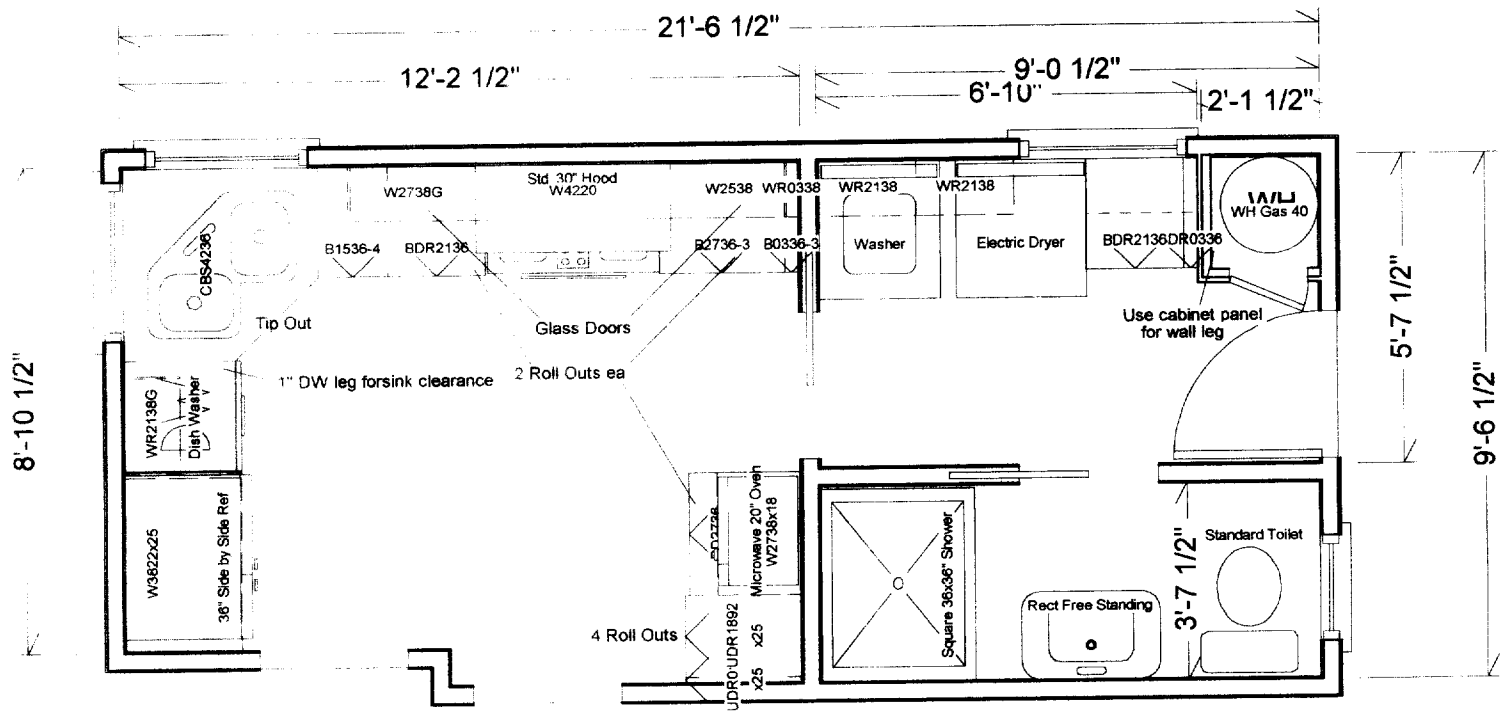 21'-6 1/2"
12'-2 1/2"
9'-0 1/2"
6'-10"
2'-1 1/2"
W2738G
Std. 30" Hood
W4220
W2538
WR0338
WR2138
WR2138
WH
WH Gas 40
CBS4236
B1536-4
BDR2136
B2736-3
B0336-3
Washer
Electric Dryer
BDR2136
DR0336
Tip Out
Glass Doors
Use cabinet panel
for wall leg
5'-7 1/2"
8'-10 1/2"
9'-6 1/2"
1" DW leg forsink clearance
2 Roll Outs ea
WR2138G
Dish Washer
W3822x25
36" Side by Side Ref
Microwave 20" Oven
W2738x18
Square 36x36" Shower
3'-7 1/2"
Standard Toilet
Rect Free Standing
4 Roll Outs
UDR1892
x25
x25